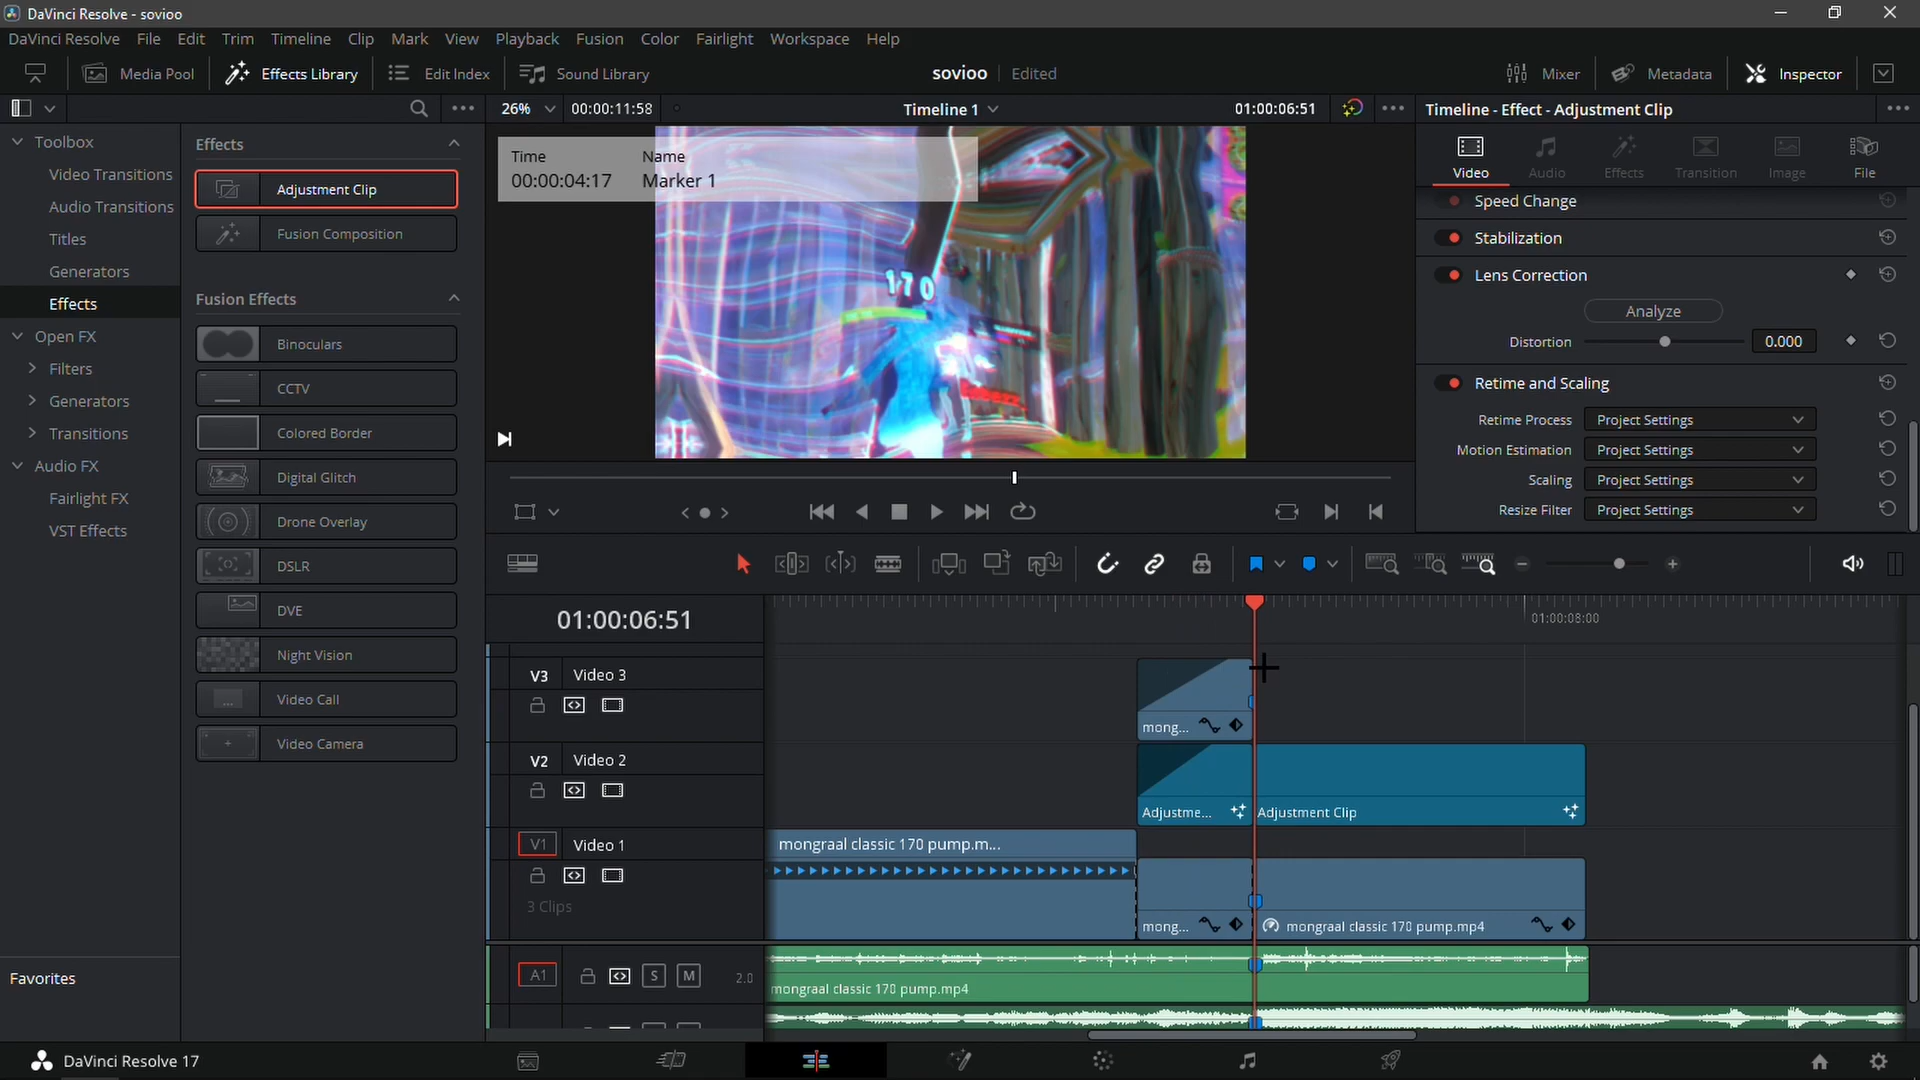 DaVinci Resolve - sovioo
DaVinci Resolve File Edit Trim Timeline Clip Mark View Playback Fusion Color Fairlight Workspace Help
Media Pool Effects Library Edit Index Sound Library sovioo Edited Mixer Metadata Inspector
26% 00:00:11:58 Timeline 1 01:00:06:51 Timeline - Effect - Adjustment Clip
Toolbox
Video Transitions
Audio Transitions
Titles
Generators
Effects
Open FX
Filters
Generators
Transitions
Audio FX
Fairlight FX
VST Effects
Favorites
Effects
Adjustment Clip
Fusion Composition
Fusion Effects
Binoculars
CCTV
Colored Border
Digital Glitch
Drone Overlay
DSLR
DVE
Night Vision
Video Call
Video Camera
Time Name
00:00:04:17 Marker 1
170
Video Audio Effects Transition Image File
Speed Change
Stabilization
Lens Correction
Analyze
Distortion 0.000
Retime and Scaling
Retime Process Project Settings
Motion Estimation Project Settings
Scaling Project Settings
Resize Filter Project Settings
01:00:06:51
01:00:08:00
V3 Video 3
mong...
V2 Video 2
Adjustme... Adjustment Clip
V1 Video 1
mongraal classic 170 pump.m...
3 Clips
mong... mongraal classic 170 pump.mp4
A1 S M 2.0
mongraal classic 170 pump.mp4
DaVinci Resolve 17